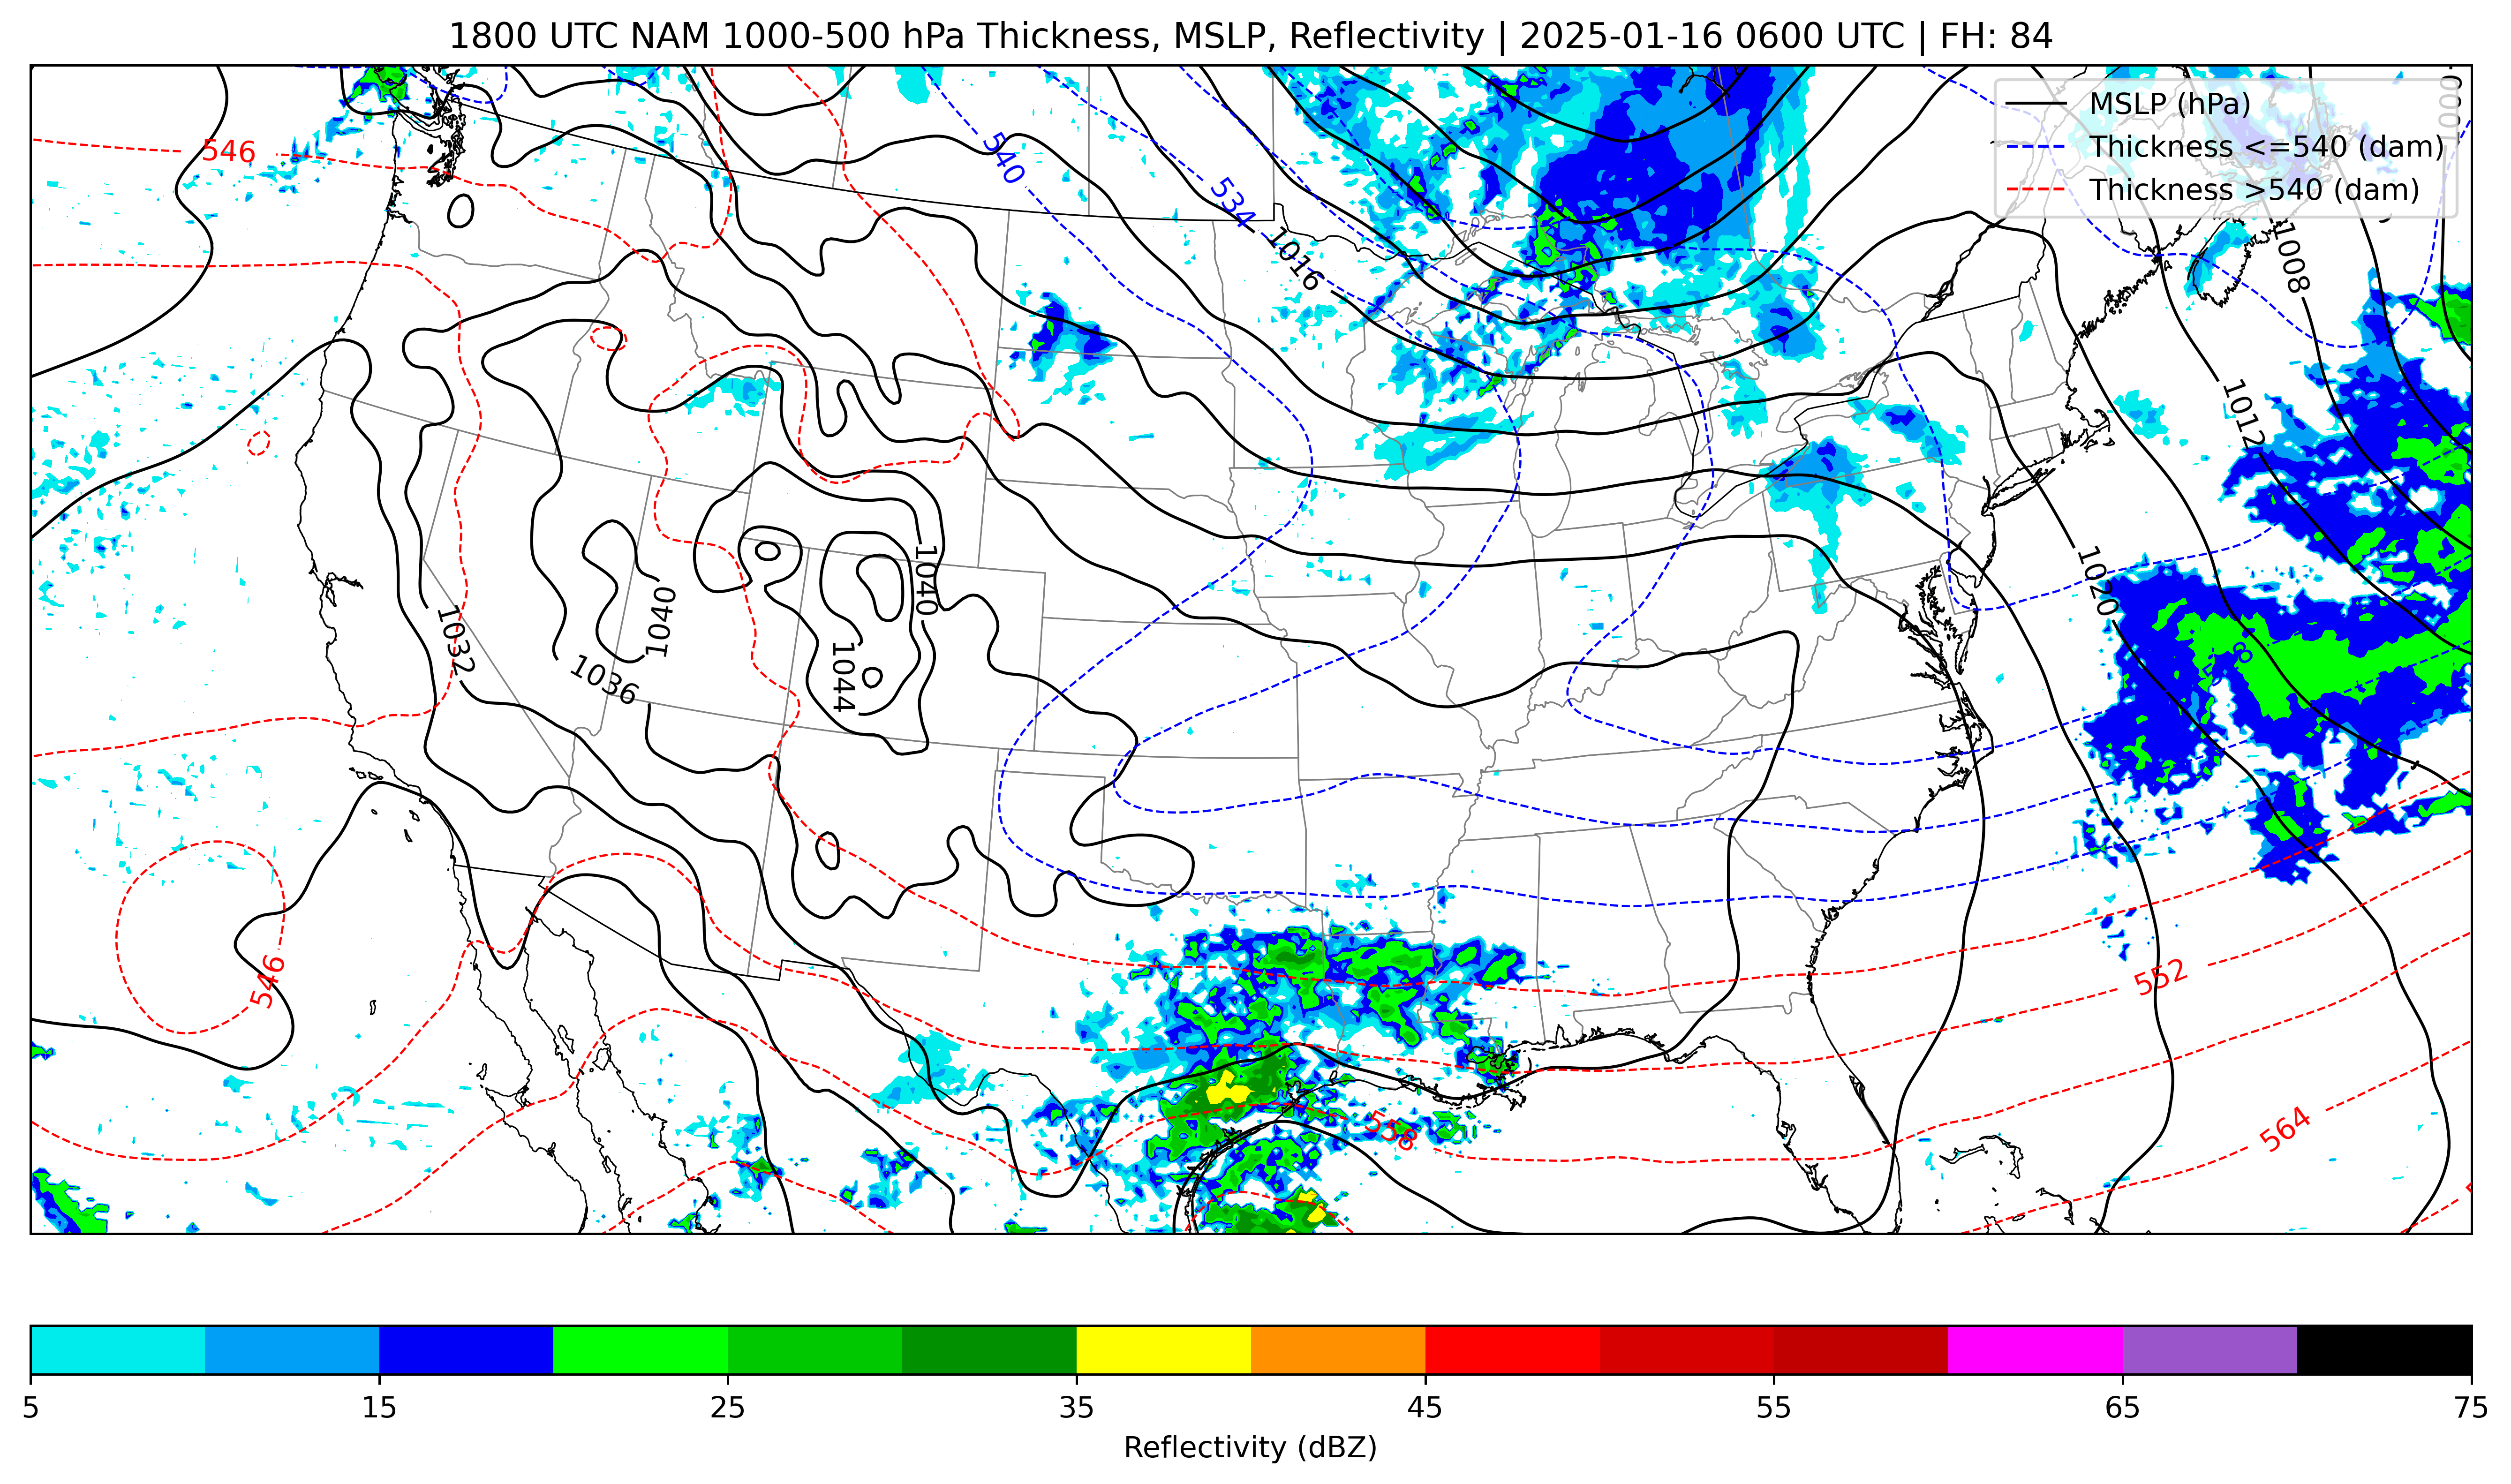 1800 UTC NAM 1000-500 hPa Thickness, MSLP, Reflectivity | 2025-01-16 0600 UTC | FH: 84
MSLP (hPa)
Thickness <=540 (dam)
Thickness >540 (dam)
1000
546
540
534
1016
1008
1012
1020
1040
1040
1032
1036
1044
546
552
558
564
5 15 25 35 45 55 65 75
Reflectivity (dBZ)